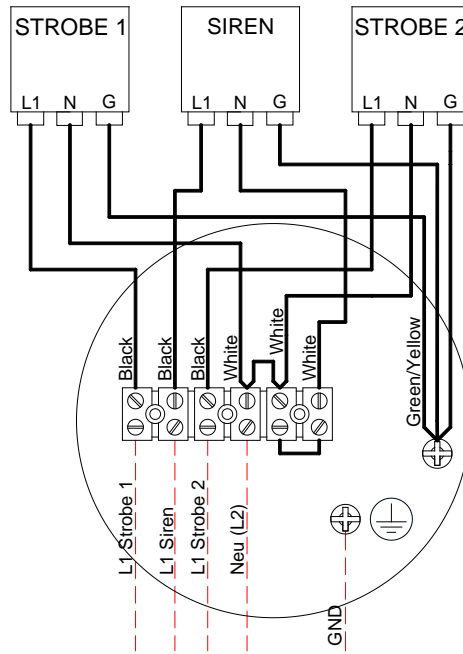 STROBE 1
SIREN
STROBE 2
L1 N G
L1 N G
L1 N G
Black
Black
Black
White
White
White
Green/Yellow
L1 Strobe 1
L1 Siren
L1 Strobe 2
Neu (L2)
GND